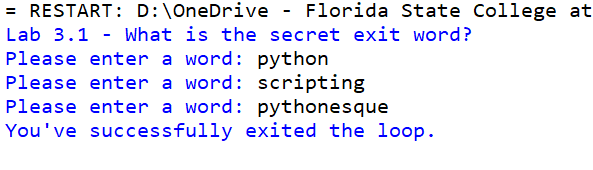 = RESTART: D:\OneDrive - Florida State College at
Lab 3.1 - What is the secret exit word?
Please enter a word: python
Please enter a word: scripting
Please enter a word: pythonesque
You've successfully exited the loop.